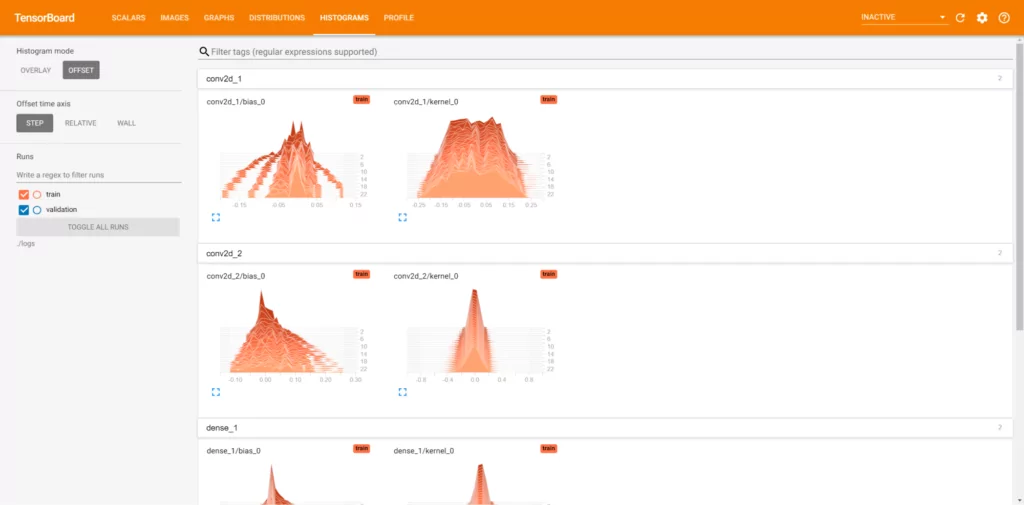 TensorBoard SCALARS IMAGES GRAPHS DISTRIBUTIONS HISTOGRAMS PROFILE INACTIVE
Histogram mode
OVERLAY OFFSET
Offset time axis
STEP RELATIVE WALL
Runs
Write a regex to filter runs
train
validation
TOGGLE ALL RUNS
./logs
Filter tags (regular expressions supported)
conv2d_1 2
conv2d_1/bias_0 train
2
6
10
14
18
22
-0.15 -0.05 0.05 0.15
conv2d_1/kernel_0 train
2
6
10
14
18
22
-0.25 -0.15 -0.05 0.05 0.15 0.25
conv2d_2 2
conv2d_2/bias_0 train
2
6
10
14
18
22
-0.10 0.00 0.10 0.20 0.30
conv2d_2/kernel_0 train
2
6
10
14
18
22
-0.8 -0.4 0.0 0.4 0.8
dense_1 2
dense_1/bias_0 train
dense_1/kernel_0 train